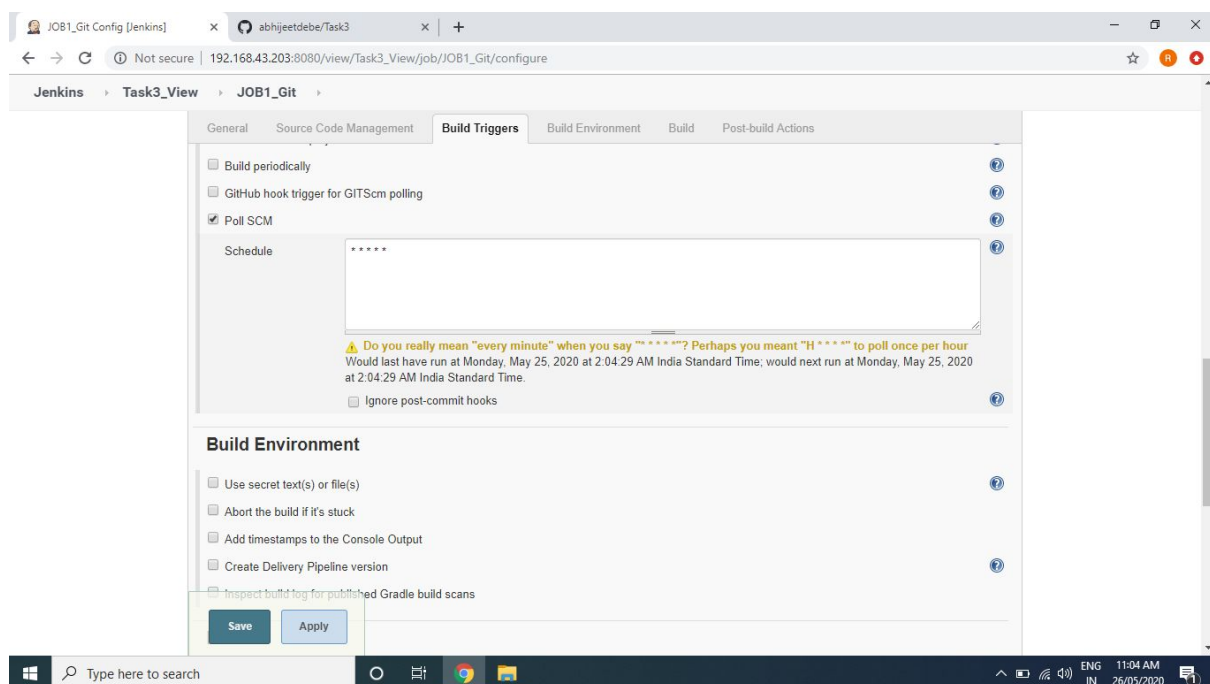 JOB1_Git Config [Jenkins]
abhijeetdebe/Task3
Not secure | 192.168.43.203:8080/view/Task3_View/job/JOB1_Git/configure
R
Jenkins Task3_View JOB1_Git
General Source Code Management Build Triggers Build Environment Build Post-build Actions
Build periodically
GitHub hook trigger for GITScm polling
Poll SCM
Schedule
* * * * *
Do you really mean "every minute" when you say "* * * * *"? Perhaps you meant "H * * * *" to poll once per hour
Would last have run at Monday, May 25, 2020 at 2:04:29 AM India Standard Time; would next run at Monday, May 25, 2020
at 2:04:29 AM India Standard Time.
Ignore post-commit hooks
Build Environment
Use secret text(s) or file(s)
Abort the build if it's stuck
Add timestamps to the Console Output
Create Delivery Pipeline version
Inspect build log for published Gradle build scans
Save Apply
Type here to search
ENG 11:04 AM
IN 26/05/2020